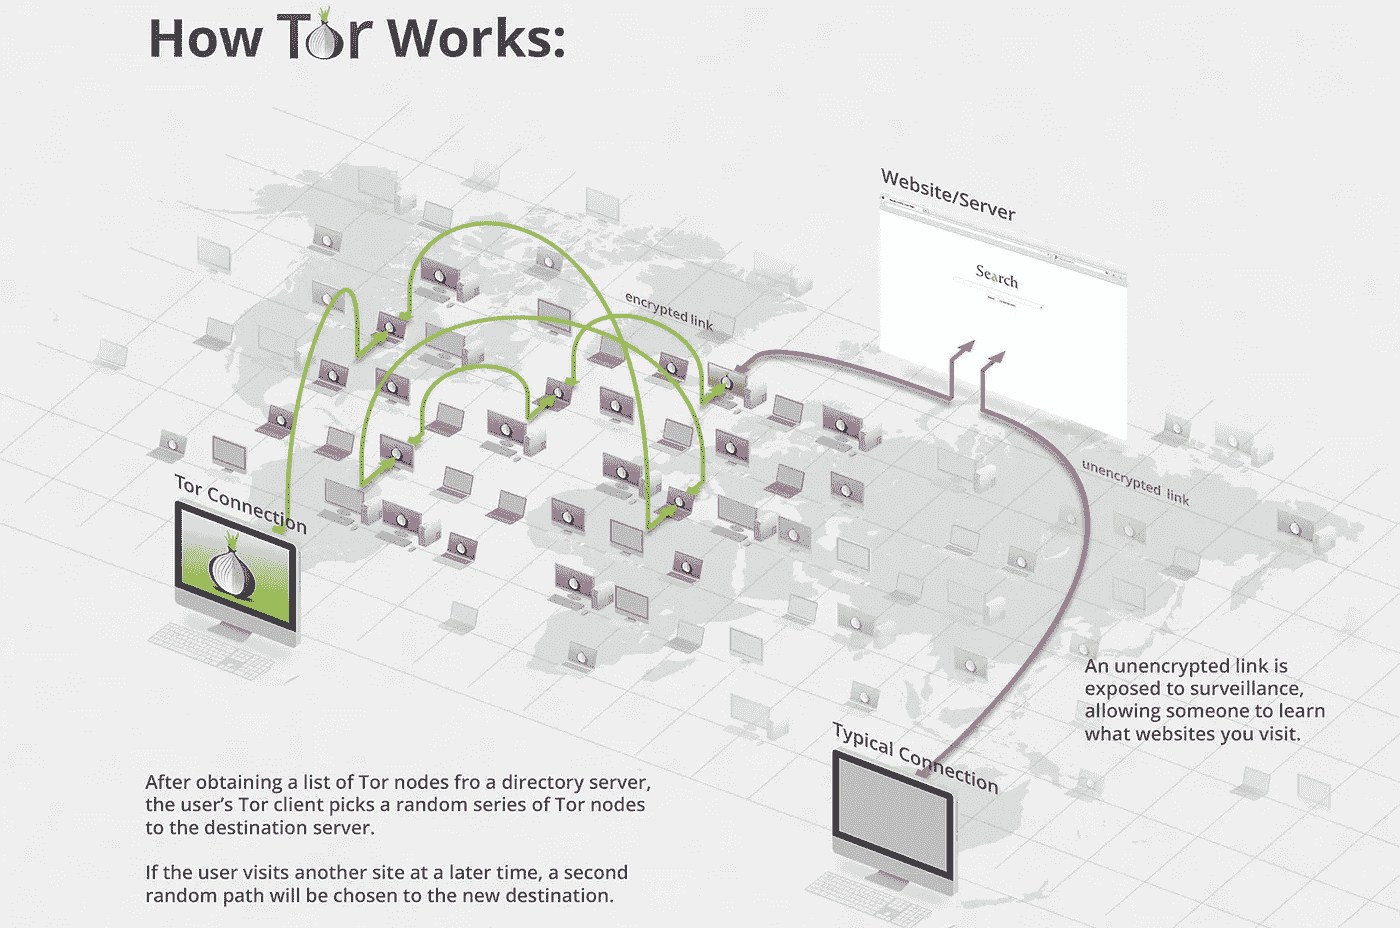 How Tor Works:
Website/Server
Search
encrypted link
unencrypted link
Tor Connection
An unencrypted link is
exposed to surveillance,
allowing someone to learn
what websites you visit.
Typical Connection
After obtaining a list of Tor nodes fro a directory server,
the user's Tor client picks a random series of Tor nodes
to the destination server.
If the user visits another site at a later time, a second
random path will be chosen to the new destination.